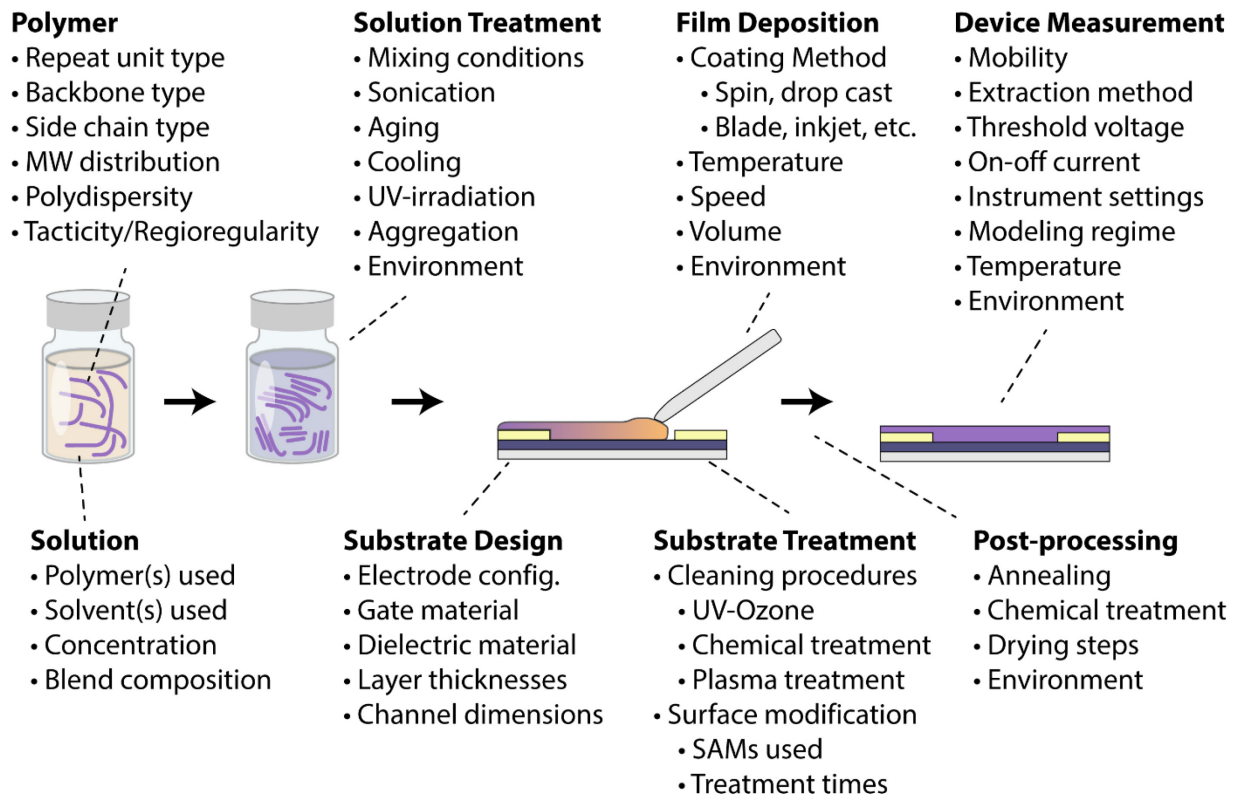 Polymer
• Repeat unit type
• Backbone type
• Side chain type
• MW distribution
• Polydispersity
• Tacticity/Regioregularity
Solution Treatment
• Mixing conditions
• Sonication
• Aging
• Cooling
• UV-irradiation
• Aggregation
• Environment
Film Deposition
• Coating Method
• Spin, drop cast
• Blade, inkjet, etc.
• Temperature
• Speed
• Volume
• Environment
Device Measurement
• Mobility
• Extraction method
• Threshold voltage
• On-off current
• Instrument settings
• Modeling regime
• Temperature
• Environment
Solution
• Polymer(s) used
• Solvent(s) used
• Concentration
• Blend composition
Substrate Design
• Electrode config.
• Gate material
• Dielectric material
• Layer thicknesses
• Channel dimensions
Substrate Treatment
• Cleaning procedures
• UV-Ozone
• Chemical treatment
• Plasma treatment
• Surface modification
• SAMs used
• Treatment times
Post-processing
• Annealing
• Chemical treatment
• Drying steps
• Environment